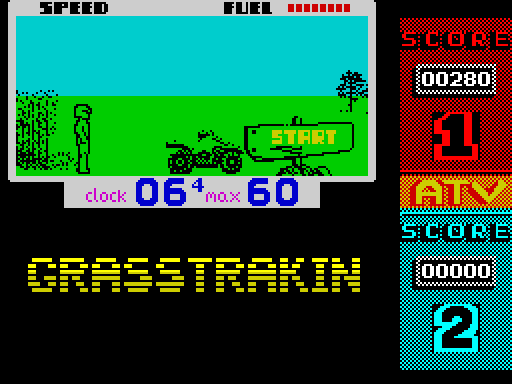 SPEED FUEL
START
clock 06 4 max 60
GRASSTRAKIN
SCORE
00280
1
ATV
SCORE
00000
2